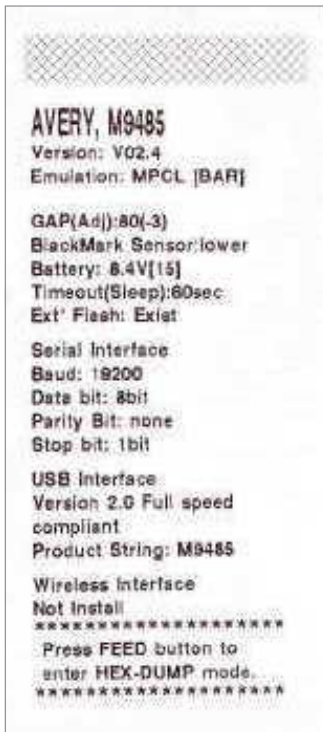 AVERY, M9485
Version: V02.4
Emulation: MPCL [BAR]
GAP(Adj):80(-3)
BlackMark Sensor:lower
Battery: 8.4V[15]
Timeout(Sleep):60sec
Ext' Flash: Exist
Serial Interface
Baud: 19200
Data bit: 8bit
Parity Bit: none
Stop bit: 1bit
USB Interface
Version 2.0 Full speed
compliant
Product String: M9485
Wireless Interface
Not Install
********************
Press FEED button to
enter HEX-DUMP mode.
********************